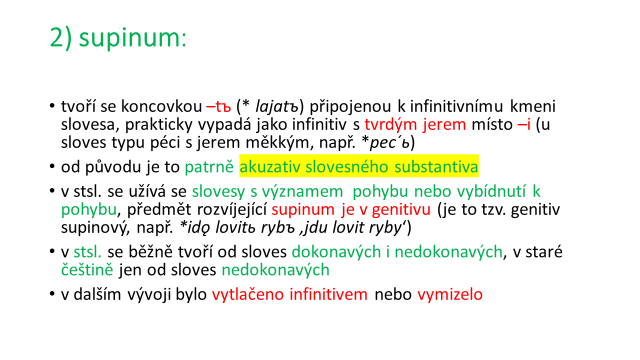 2) supinum:
• tvoří se koncovkou –tъ (* lajatъ) připojenou k infinitivnímu kmeni
slovesa, prakticky vypadá jako infinitiv s tvrdým jerem místo –i (u
sloves typu péci s jerem měkkým, např. *pec´ь)
• od původu je to patrně akuzativ slovesného substantiva
• v stsl. se užívá se slovesy s významem pohybu nebo vybídnutí k
pohybu, předmět rozvíjející supinum je v genitivu (je to tzv. genitiv
supinový, např. *idǫ lovitь rybъ ‚jdu lovit ryby‘)
• v stsl. se běžně tvoří od sloves dokonavých i nedokonavých, v staré
češtině jen od sloves nedokonavých
• v dalším vývoji bylo vytlačeno infinitivem nebo vymizelo